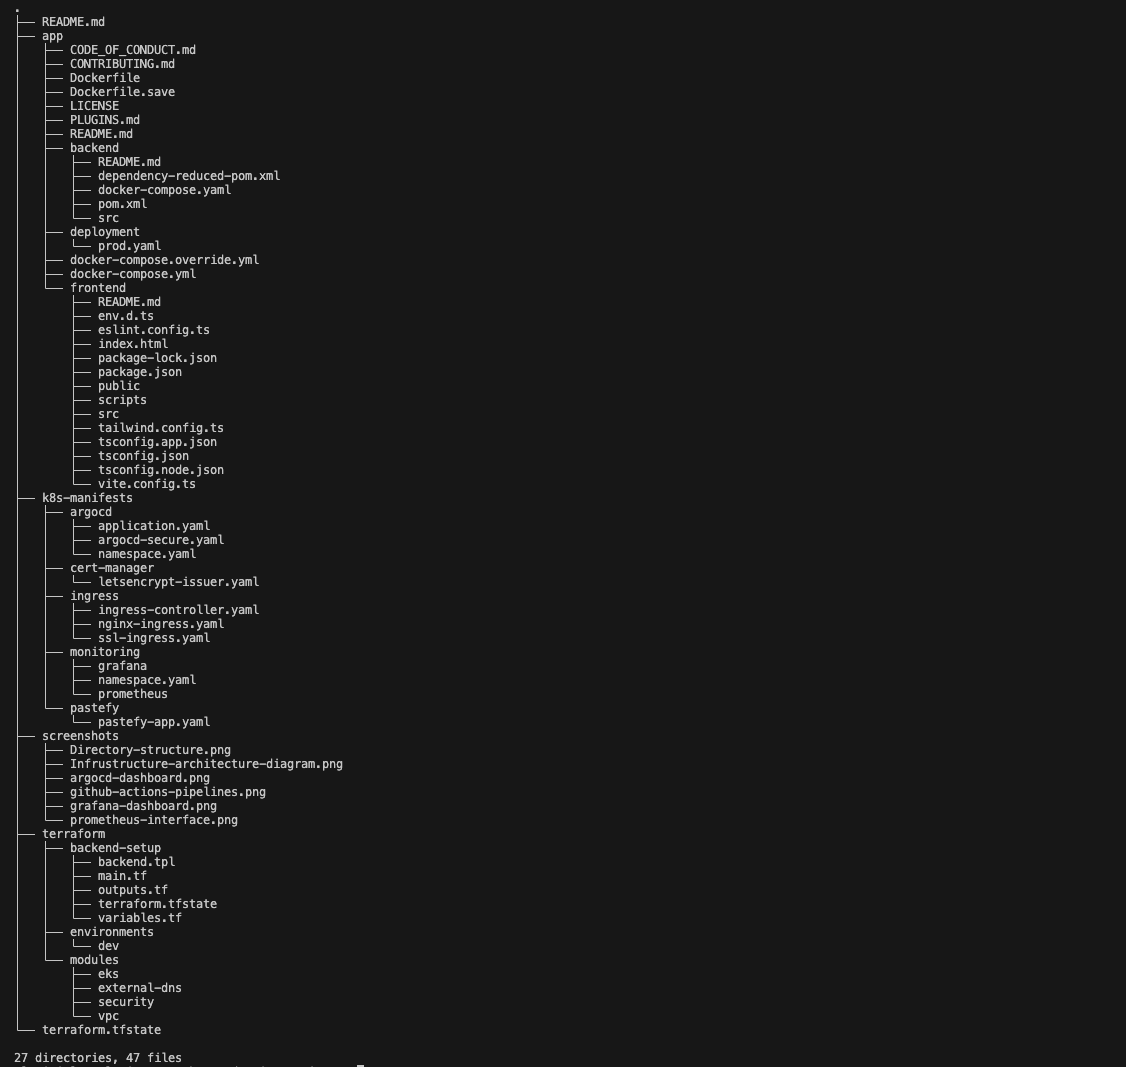 .
├── README.md
├── app
│   ├── CODE_OF_CONDUCT.md
│   ├── CONTRIBUTING.md
│   ├── Dockerfile
│   ├── Dockerfile.save
│   ├── LICENSE
│   ├── PLUGINS.md
│   ├── README.md
│   ├── backend
│   │   ├── README.md
│   │   ├── dependency-reduced-pom.xml
│   │   ├── docker-compose.yaml
│   │   ├── pom.xml
│   │   └── src
│   ├── deployment
│   │   └── prod.yaml
│   ├── docker-compose.override.yml
│   ├── docker-compose.yml
│   └── frontend
│       ├── README.md
│       ├── env.d.ts
│       ├── eslint.config.ts
│       ├── index.html
│       ├── package-lock.json
│       ├── package.json
│       ├── public
│       ├── scripts
│       ├── src
│       ├── tailwind.config.ts
│       ├── tsconfig.app.json
│       ├── tsconfig.json
│       ├── tsconfig.node.json
│       └── vite.config.ts
├── k8s-manifests
│   ├── argocd
│   │   ├── application.yaml
│   │   ├── argocd-secure.yaml
│   │   └── namespace.yaml
│   ├── cert-manager
│   │   └── letsencrypt-issuer.yaml
│   ├── ingress
│   │   ├── ingress-controller.yaml
│   │   ├── nginx-ingress.yaml
│   │   └── ssl-ingress.yaml
│   ├── monitoring
│   │   ├── grafana
│   │   ├── namespace.yaml
│   │   └── prometheus
│   └── pastefy
│       └── pastefy-app.yaml
├── screenshots
│   ├── Directory-structure.png
│   ├── Infrustructure-architecture-diagram.png
│   ├── argocd-dashboard.png
│   ├── github-actions-pipelines.png
│   ├── grafana-dashboard.png
│   └── prometheus-interface.png
├── terraform
│   ├── backend-setup
│   │   ├── backend.tpl
│   │   ├── main.tf
│   │   ├── outputs.tf
│   │   ├── terraform.tfstate
│   │   └── variables.tf
│   ├── environments
│   │   └── dev
│   └── modules
│       ├── eks
│       ├── external-dns
│       ├── security
│       └── vpc
└── terraform.tfstate
27 directories, 47 files